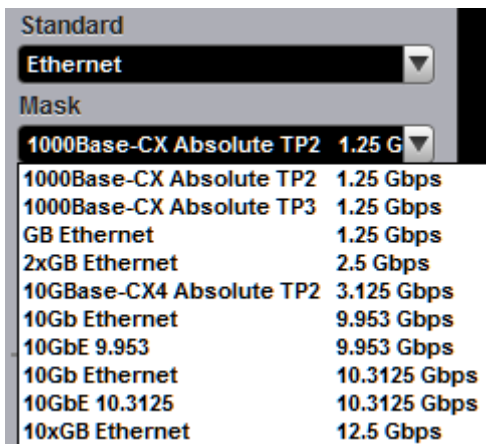 Standard
Ethernet
Mask
1000Base-CX Absolute TP2 1.25 G
1000Base-CX Absolute TP2 1.25 Gbps
1000Base-CX Absolute TP3 1.25 Gbps
GB Ethernet 1.25 Gbps
2xGB Ethernet 2.5 Gbps
10GBase-CX4 Absolute TP2 3.125 Gbps
10Gb Ethernet 9.953 Gbps
10GbE 9.953 9.953 Gbps
10Gb Ethernet 10.3125 Gbps
10GbE 10.3125 10.3125 Gbps
10xGB Ethernet 12.5 Gbps